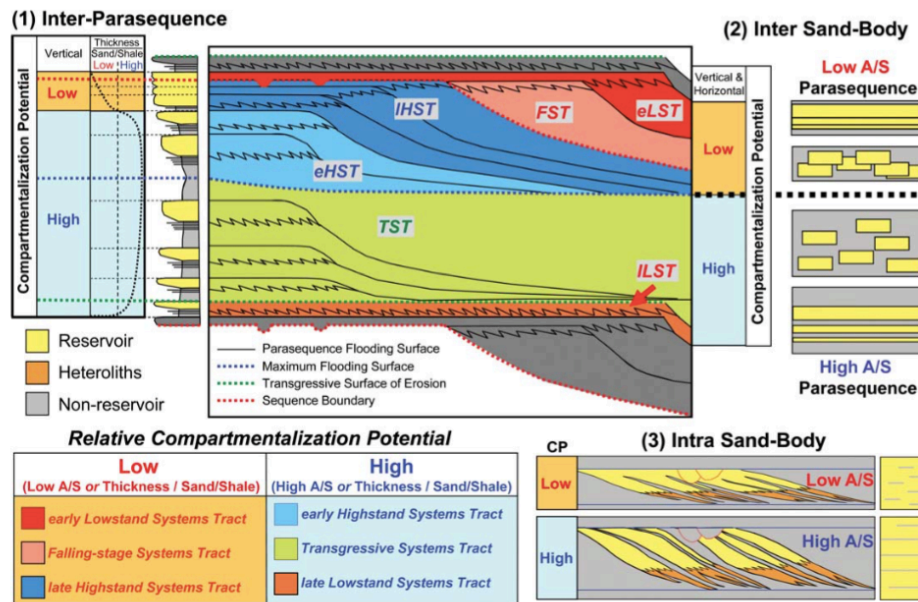 (1) Inter-Parasequence
Compartmentalization Potential
Vertical
Thickness
Sand/Shale
Low High
Low
High
lHST
FST
eLST
eHST
TST
lLST
Parasequence Flooding Surface
Maximum Flooding Surface
Transgressive Surface of Erosion
Sequence Boundary
Reservoir
Heteroliths
Non-reservoir
Vertical &
Horizontal
Low
High
Compartmentalization Potential
(2) Inter Sand-Body
Low A/S
Parasequence
High A/S
Parasequence
Relative Compartmentalization Potential
Low
(Low A/S or Thickness / Sand/Shale)
early Lowstand Systems Tract
Falling-stage Systems Tract
late Highstand Systems Tract
High
(High A/S or Thickness / Sand/Shale)
early Highstand Systems Tract
Transgressive Systems Tract
late Lowstand Systems Tract
(3) Intra Sand-Body
CP
Low
Low A/S
High
High A/S